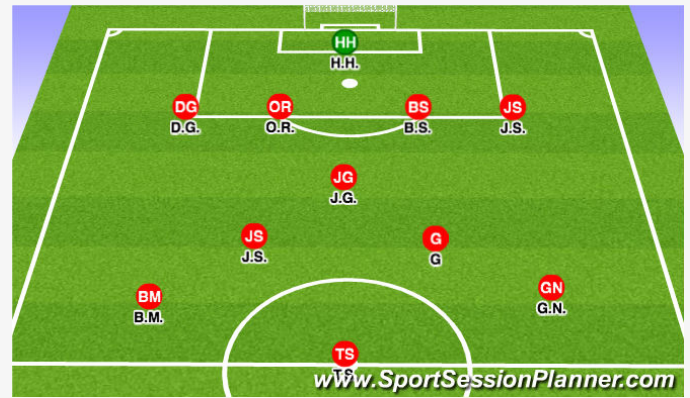 HH
H.H.
DG OR BS JS
D.G. O.R. B.S. J.S.
JG
J.G.
JS G
J.S. G
BM GN
B.M. G.N.
TS
T.S.
www.SportSessionPlanner.com